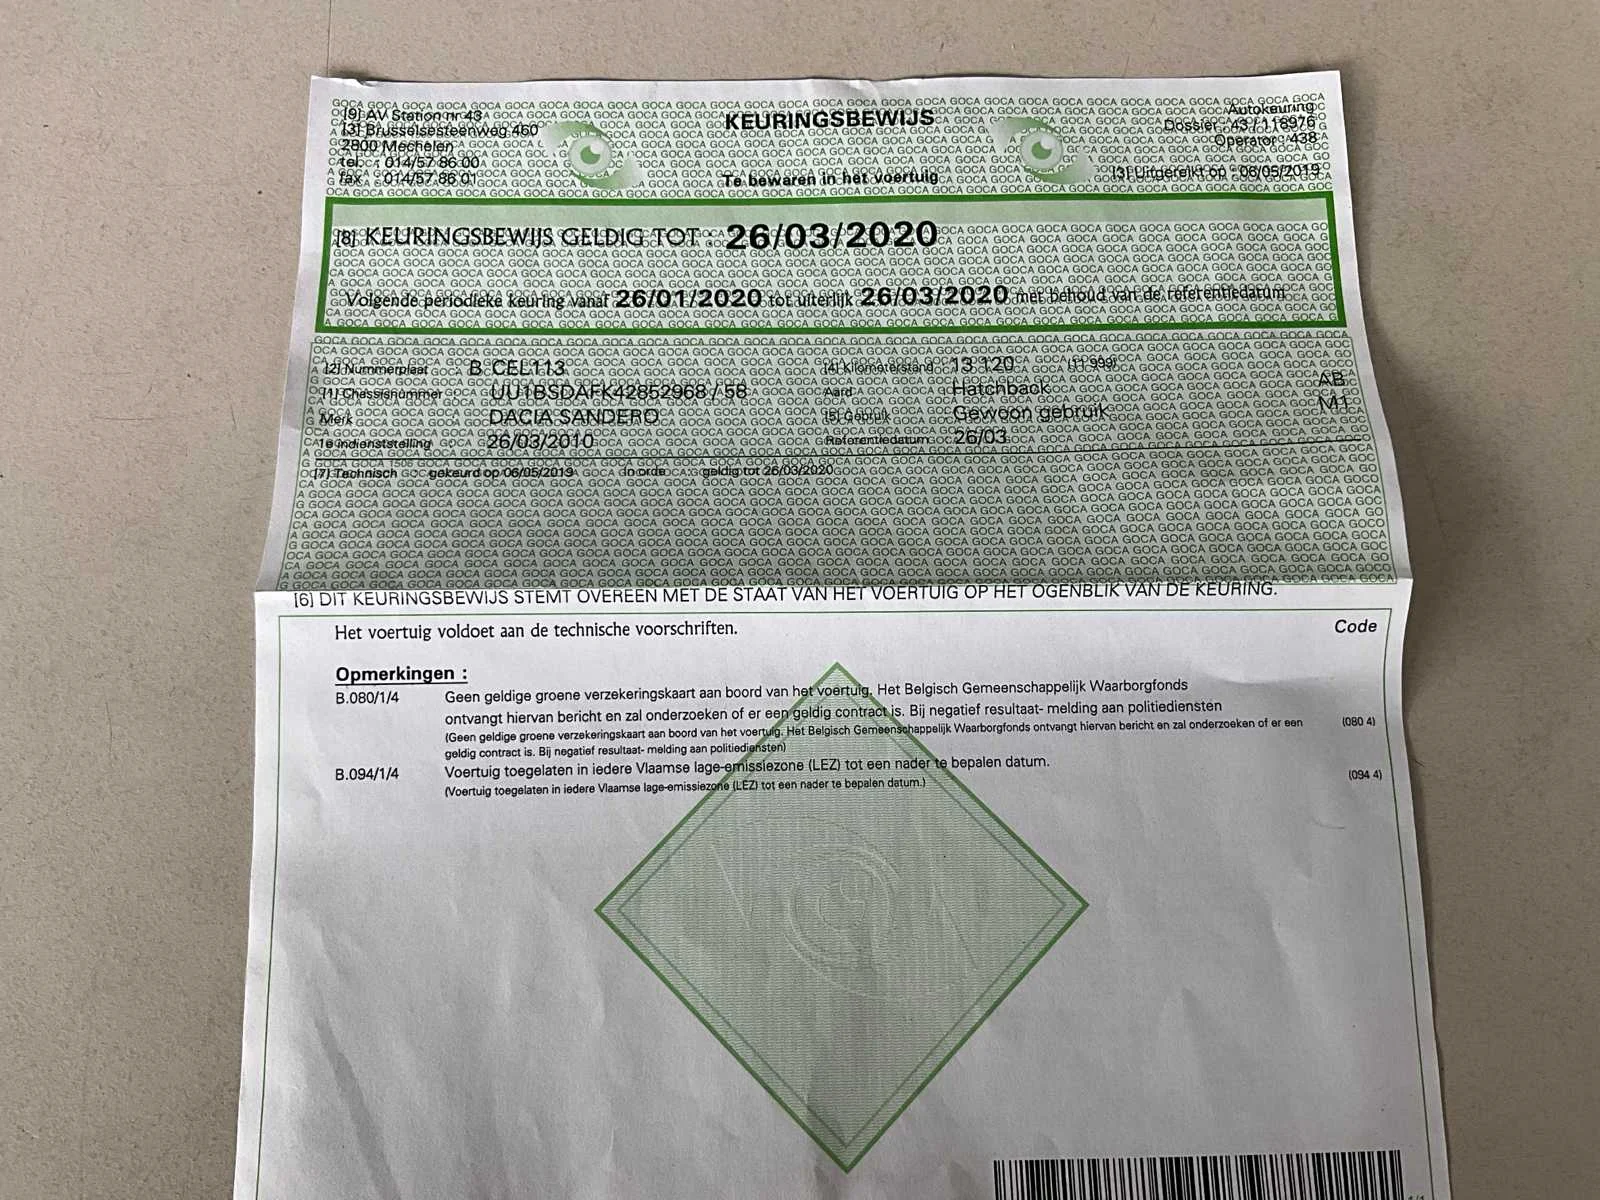 [9] AV Station nr 43
[3] Brusselsesteenweg 460
2800 Mechelen
tel. : 014/57 86 00
fax. : 014/57 86 01
KEURINGSBEWIJS
Te bewaren in het voertuig
Autokeuring
Dossier : 43 / 118976
Operator : 438
[3] Uitgereikt op : 06/05/2019
[8] KEURINGSBEWIJS GELDIG TOT : 26/03/2020
Volgende periodieke keuring vanaf 26/01/2020 tot uiterlijk 26/03/2020 met behoud van de referentiedatum
[2] Nummerplaat B CEL113 [4] Kilometerstand 13 120
[1] Chassisnummer UU1BSDAFK42852968 / 58 Aard Hatchback AB
Merk DACIA SANDERO [5] Gebruik Gewoon gebruik M1
1e indienststelling 26/03/2010 Referentiedatum 26/03
[7] Technisch gekeurd op 06/05/2019 In orde geldig tot 26/03/2020
[6] DIT KEURINGSBEWIJS STEMT OVEREEN MET DE STAAT VAN HET VOERTUIG OP HET OGENBLIK VAN DE KEURING.
Het voertuig voldoet aan de technische voorschriften. Code
Opmerkingen :
B.080/1/4 Geen geldige groene verzekeringskaart aan boord van het voertuig. Het Belgisch Gemeenschappelijk Waarborgfonds
ontvangt hiervan bericht en zal onderzoeken of er een geldig contract is. Bij negatief resultaat- melding aan politiediensten
(Geen geldige groene verzekeringskaart aan boord van het voertuig. Het Belgisch Gemeenschappelijk Waarborgfonds ontvangt hiervan bericht en zal onderzoeken of er een (080 4)
geldig contract is. Bij negatief resultaat- melding aan politiediensten)
B.094/1/4 Voertuig toegelaten in iedere Vlaamse lage-emissiezone (LEZ) tot een nader te bepalen datum. (094 4)
(Voertuig toegelaten in iedere Vlaamse lage-emissiezone (LEZ) tot een nader te bepalen datum.)